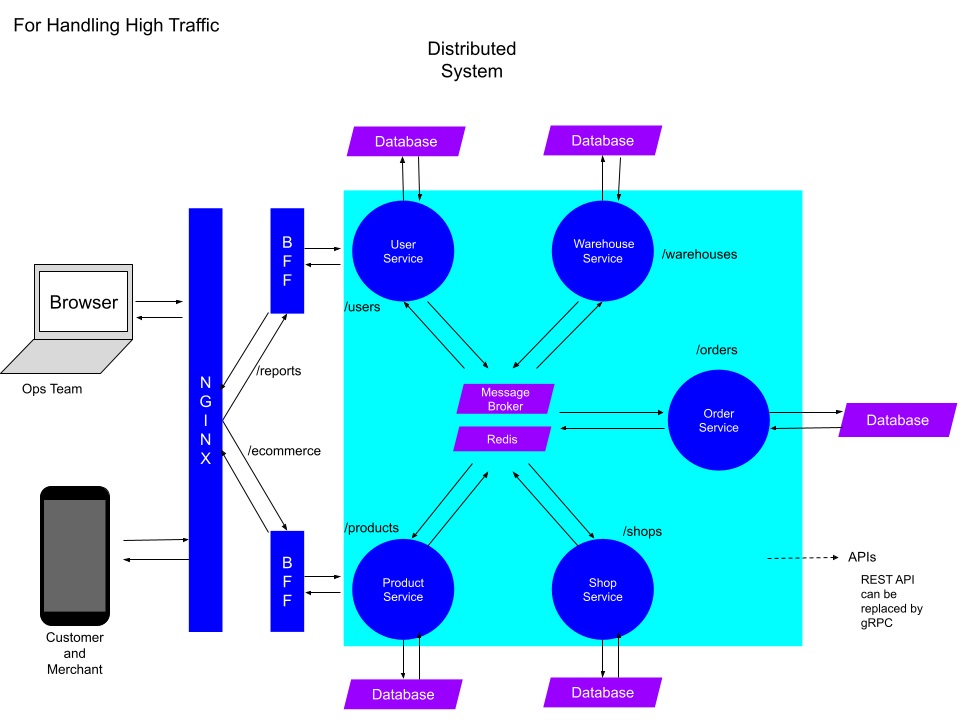 For Handling High Traffic
Distributed
System
Database
Database
B
F
F
User
Service
Warehouse
Service
/warehouses
Browser
/users
/orders
/reports
Ops Team
N
G
I
N
X
Message
Broker
Order
Service
Database
Redis
/ecommerce
/products
/shops
B
F
F
Product
Service
Shop
Service
APIs
REST API
can be
replaced by
gRPC
Customer
and
Merchant
Database
Database